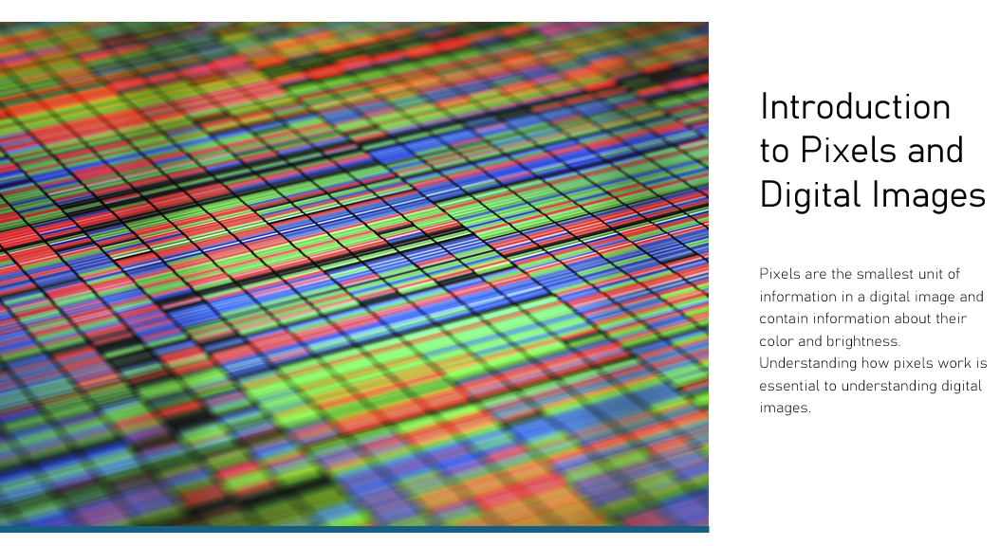 Introduction
to Pixels and
Digital Images
Pixels are the smallest unit of
information in a digital image and
contain information about their
color and brightness.
Understanding how pixels work is
essential to understanding digital
images.